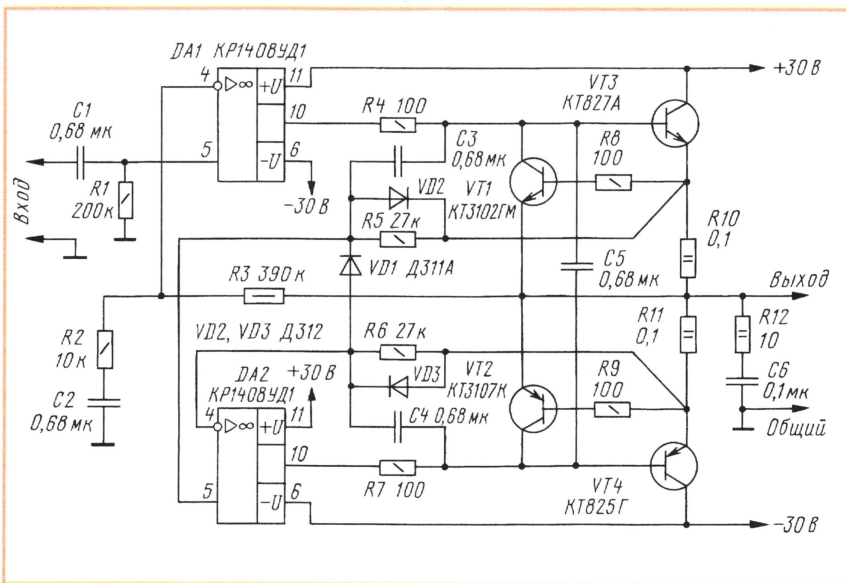 DA1 КР1408УД1
4
▷∞
+U
11
+30 В
10
-U
6
5
-30 В
C1
0,68 мк
R1
200к
Вход
R4 100
C3
0,68 мк
VT3
КТ827А
R8
100
VT1
КТ3102ГМ
VD2
R5 27к
VD1 Д311А
R10
0,1
C5
0,68 мк
Выход
R3 390 к
R2
10к
C2
0,68 мк
VD2, VD3 Д312
R6 27к
VD3
C4 0,68 мк
VT2
КТ3107К
R9
100
R11
0,1
R12
10
C6
0,1 мк
Общий
DA2
КР1408УД1
+30 В
4
▷∞
+U
11
10
-U
6
5
R7 100
VT4
КТ825Г
-30 В